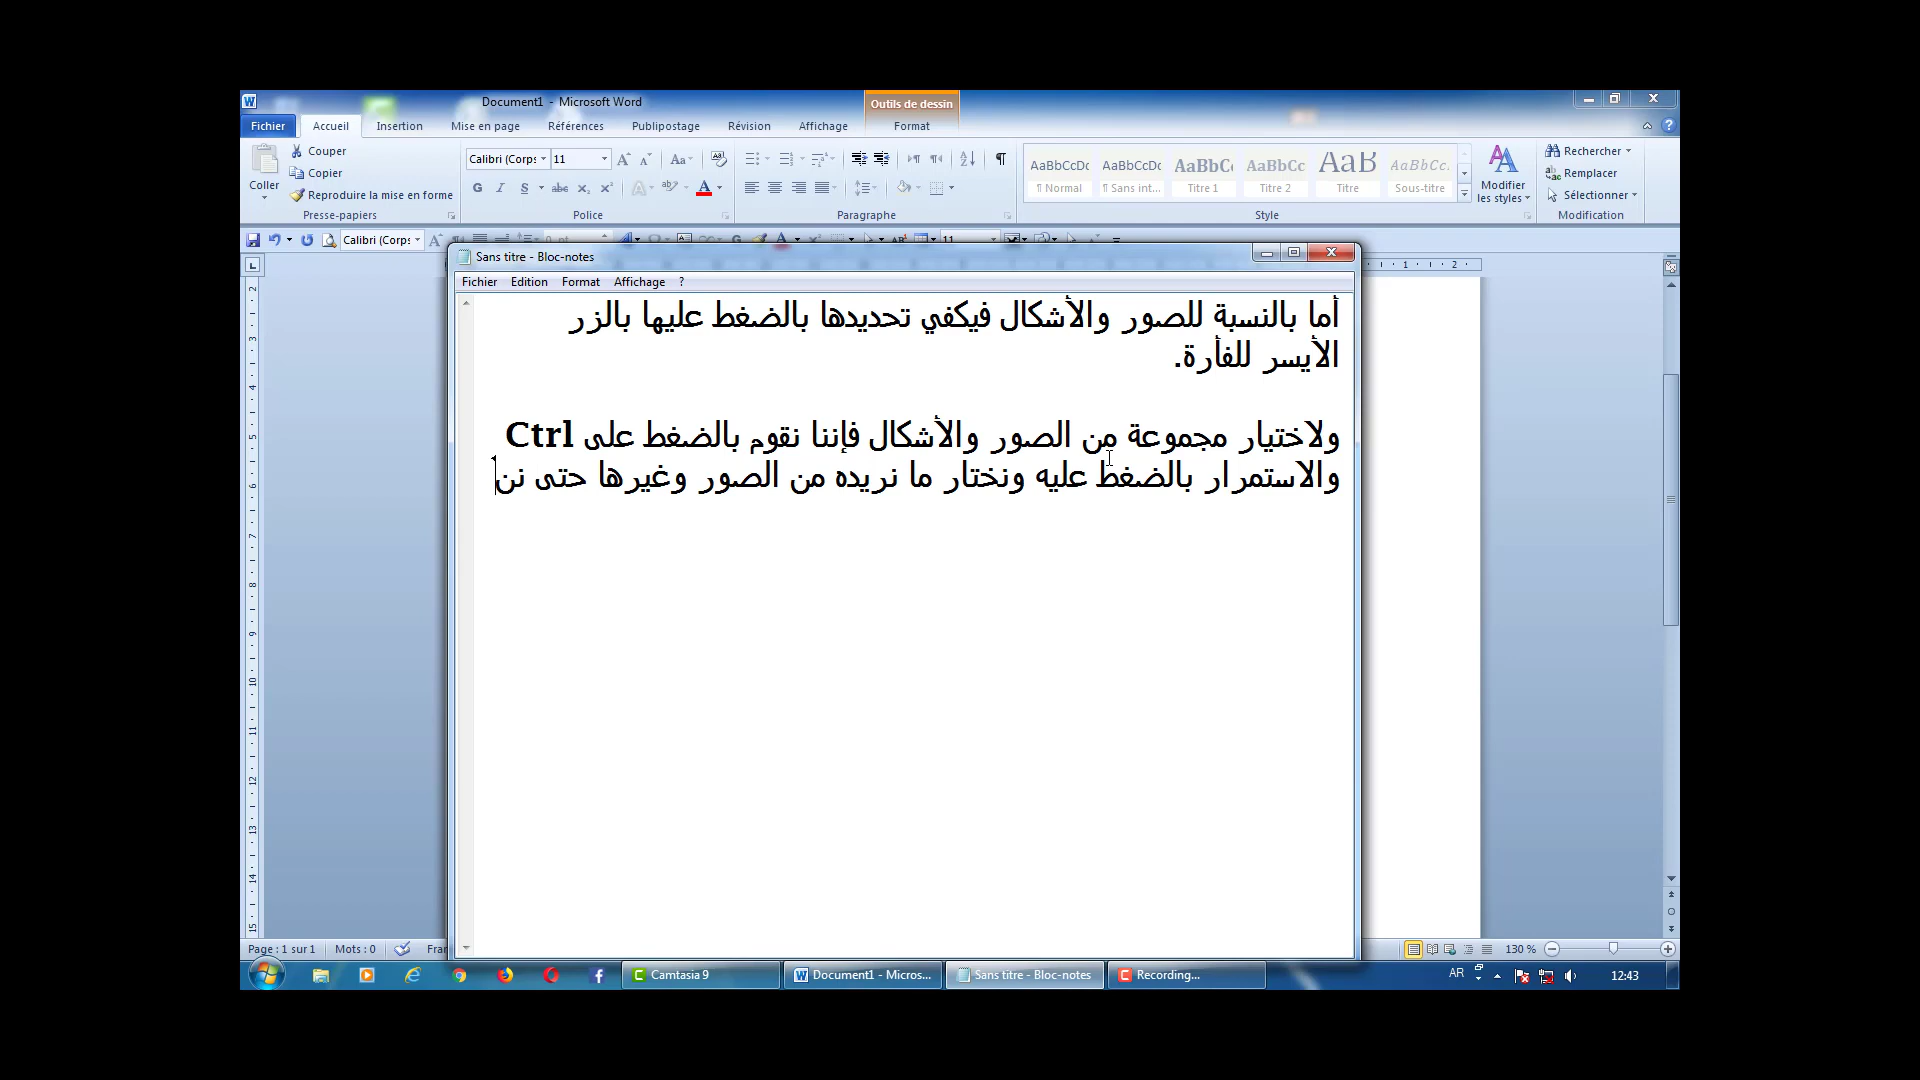 Document1 - Microsoft Word
Outils de dessin
Fichier Accueil Insertion Mise en page Références Publipostage Révision Affichage Format
Coller
Couper
Copier
Reproduire la mise en forme
Presse-papiers
Calibri (Corps 11
Police
Paragraphe
AaBbCcDc AaBbCcDc AaBbC AaBbCc AaB AaBbCc.
¶ Normal ¶ Sans int... Titre 1 Titre 2 Titre Sous-titre
Style
Modifier les styles
Rechercher
Remplacer
Sélectionner
Modification
Calibri (Corps
Sans titre - Bloc-notes
Fichier Edition Format Affichage ?
أما بالنسبة للصور والأشكال فيكفي تحديدها بالضغط عليها بالزر
الأيسر للفأرة.
ولاختيار مجموعة من الصور والأشكال فإننا نقوم بالضغط على Ctrl
والاستمرار بالضغط عليه ونختار ما نريده من الصور وغيرها حتى نن
Page : 1 sur 1 Mots : 0 130 %
Camtasia 9 Document1 - Micros... Sans titre - Bloc-notes Recording... AR 12:43